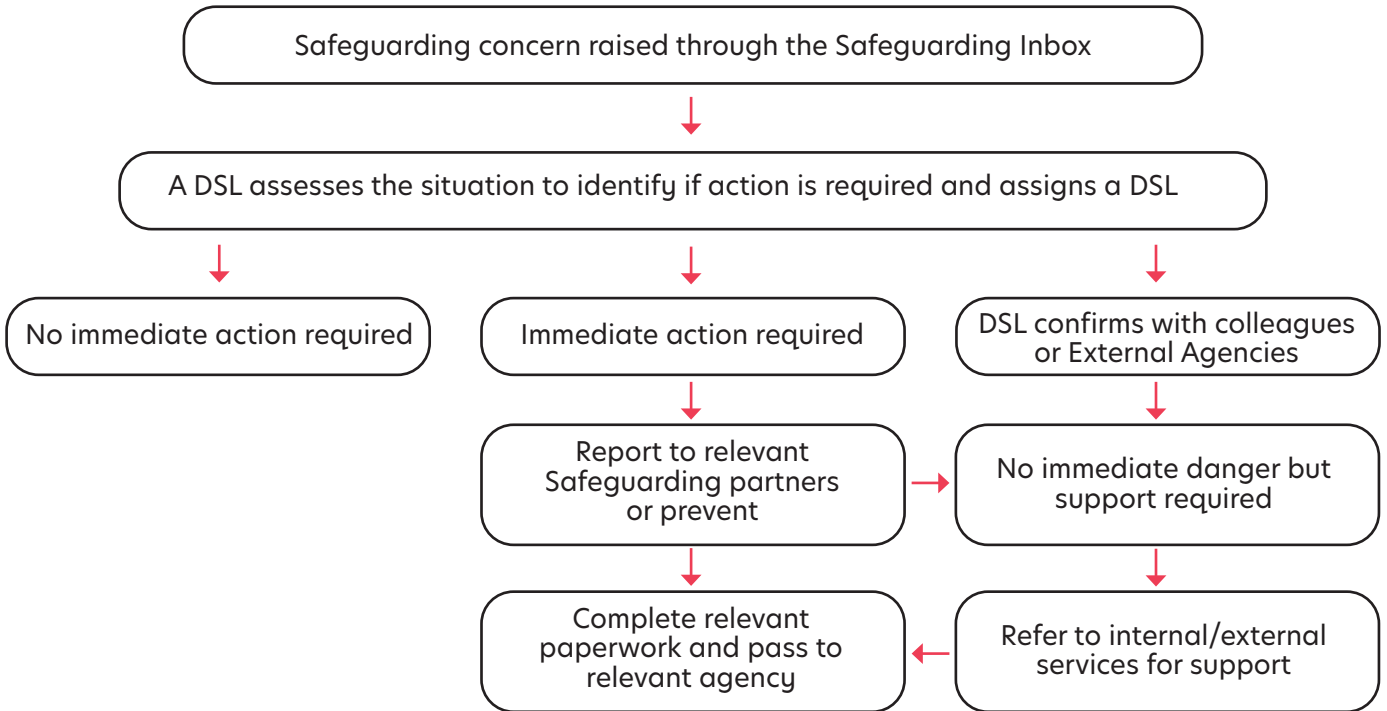 Safeguarding concern raised through the Safeguarding Inbox
A DSL assesses the situation to identify if action is required and assigns a DSL
No immediate action required
Immediate action required
DSL confirms with colleagues
or External Agencies
Report to relevant
Safeguarding partners
or prevent
No immediate danger but
support required
Complete relevant
paperwork and pass to
relevant agency
Refer to internal/external
services for support